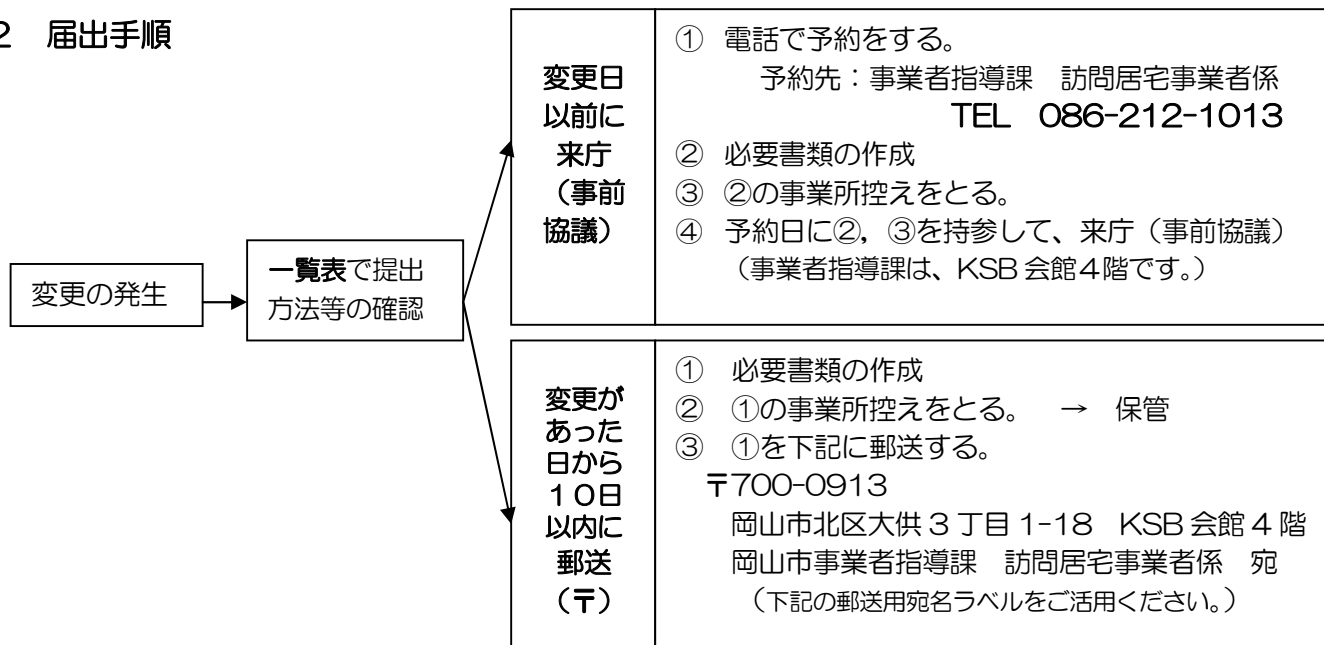 2　届出手順
変更の発生
一覧表で提出
方法等の確認
変更日
以前に
来庁
（事前
協議）
① 電話で予約をする。
予約先：事業者指導課　訪問居宅事業者係
TEL　086-212-1013
② 必要書類の作成
③ ②の事業所控えをとる。
④ 予約日に②，③を持参して、来庁（事前協議）
（事業者指導課は、KSB会館4階です。）
変更が
あった
日から
１０日
以内に
郵送
（〒）
① 必要書類の作成
② ①の事業所控えをとる。　→　保管
③ ①を下記に郵送する。
〒700-0913
岡山市北区大供3丁目1-18　KSB会館4階
岡山市事業者指導課　訪問居宅事業者係　宛
（下記の郵送用宛名ラベルをご活用ください。）